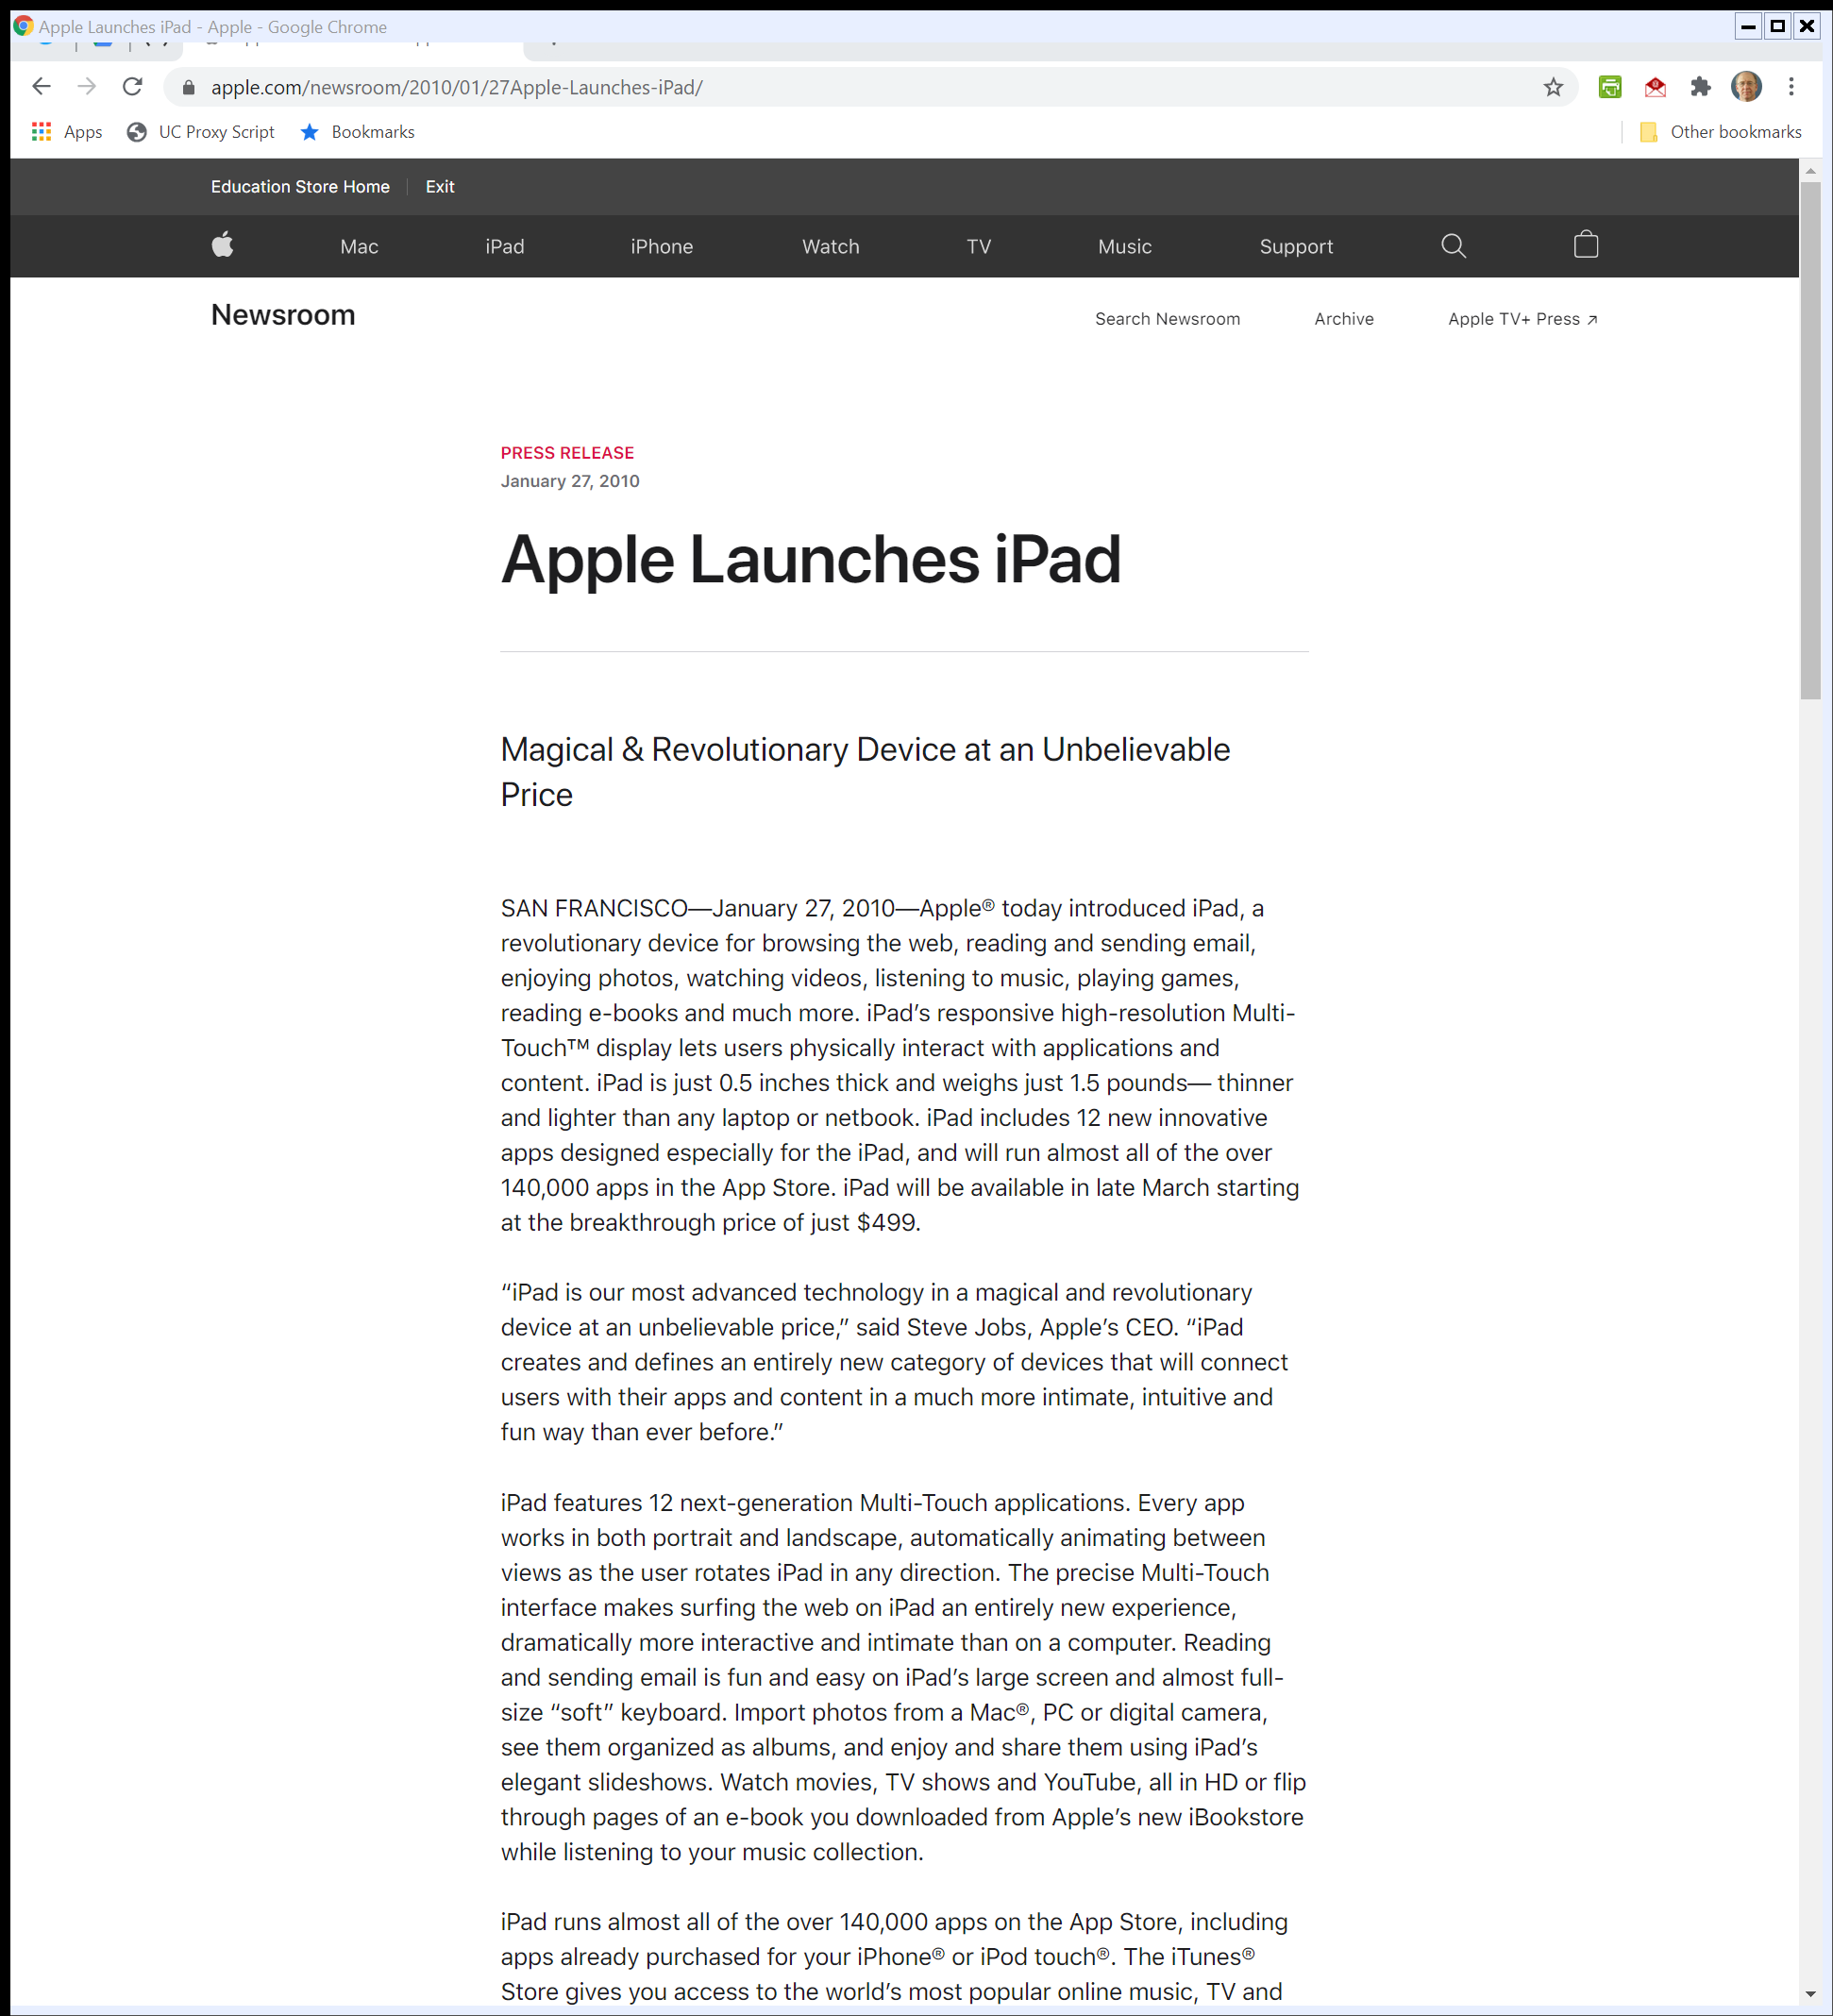 Apple Launches iPad - Apple - Google Chrome
apple.com/newsroom/2010/01/27Apple-Launches-iPad/
Apps UC Proxy Script Bookmarks Other bookmarks
Education Store Home Exit
Mac iPad iPhone Watch TV Music Support
Newsroom Search Newsroom Archive Apple TV+ Press ↗
PRESS RELEASE
January 27, 2010
Apple Launches iPad
Magical & Revolutionary Device at an Unbelievable
Price
SAN FRANCISCO—January 27, 2010—Apple® today introduced iPad, a
revolutionary device for browsing the web, reading and sending email,
enjoying photos, watching videos, listening to music, playing games,
reading e-books and much more. iPad’s responsive high-resolution Multi-
Touch™ display lets users physically interact with applications and
content. iPad is just 0.5 inches thick and weighs just 1.5 pounds— thinner
and lighter than any laptop or netbook. iPad includes 12 new innovative
apps designed especially for the iPad, and will run almost all of the over
140,000 apps in the App Store. iPad will be available in late March starting
at the breakthrough price of just $499.
“iPad is our most advanced technology in a magical and revolutionary
device at an unbelievable price,” said Steve Jobs, Apple’s CEO. “iPad
creates and defines an entirely new category of devices that will connect
users with their apps and content in a much more intimate, intuitive and
fun way than ever before.”
iPad features 12 next-generation Multi-Touch applications. Every app
works in both portrait and landscape, automatically animating between
views as the user rotates iPad in any direction. The precise Multi-Touch
interface makes surfing the web on iPad an entirely new experience,
dramatically more interactive and intimate than on a computer. Reading
and sending email is fun and easy on iPad’s large screen and almost full-
size “soft” keyboard. Import photos from a Mac®, PC or digital camera,
see them organized as albums, and enjoy and share them using iPad’s
elegant slideshows. Watch movies, TV shows and YouTube, all in HD or flip
through pages of an e-book you downloaded from Apple’s new iBookstore
while listening to your music collection.
iPad runs almost all of the over 140,000 apps on the App Store, including
apps already purchased for your iPhone® or iPod touch®. The iTunes®
Store gives you access to the world’s most popular online music, TV and